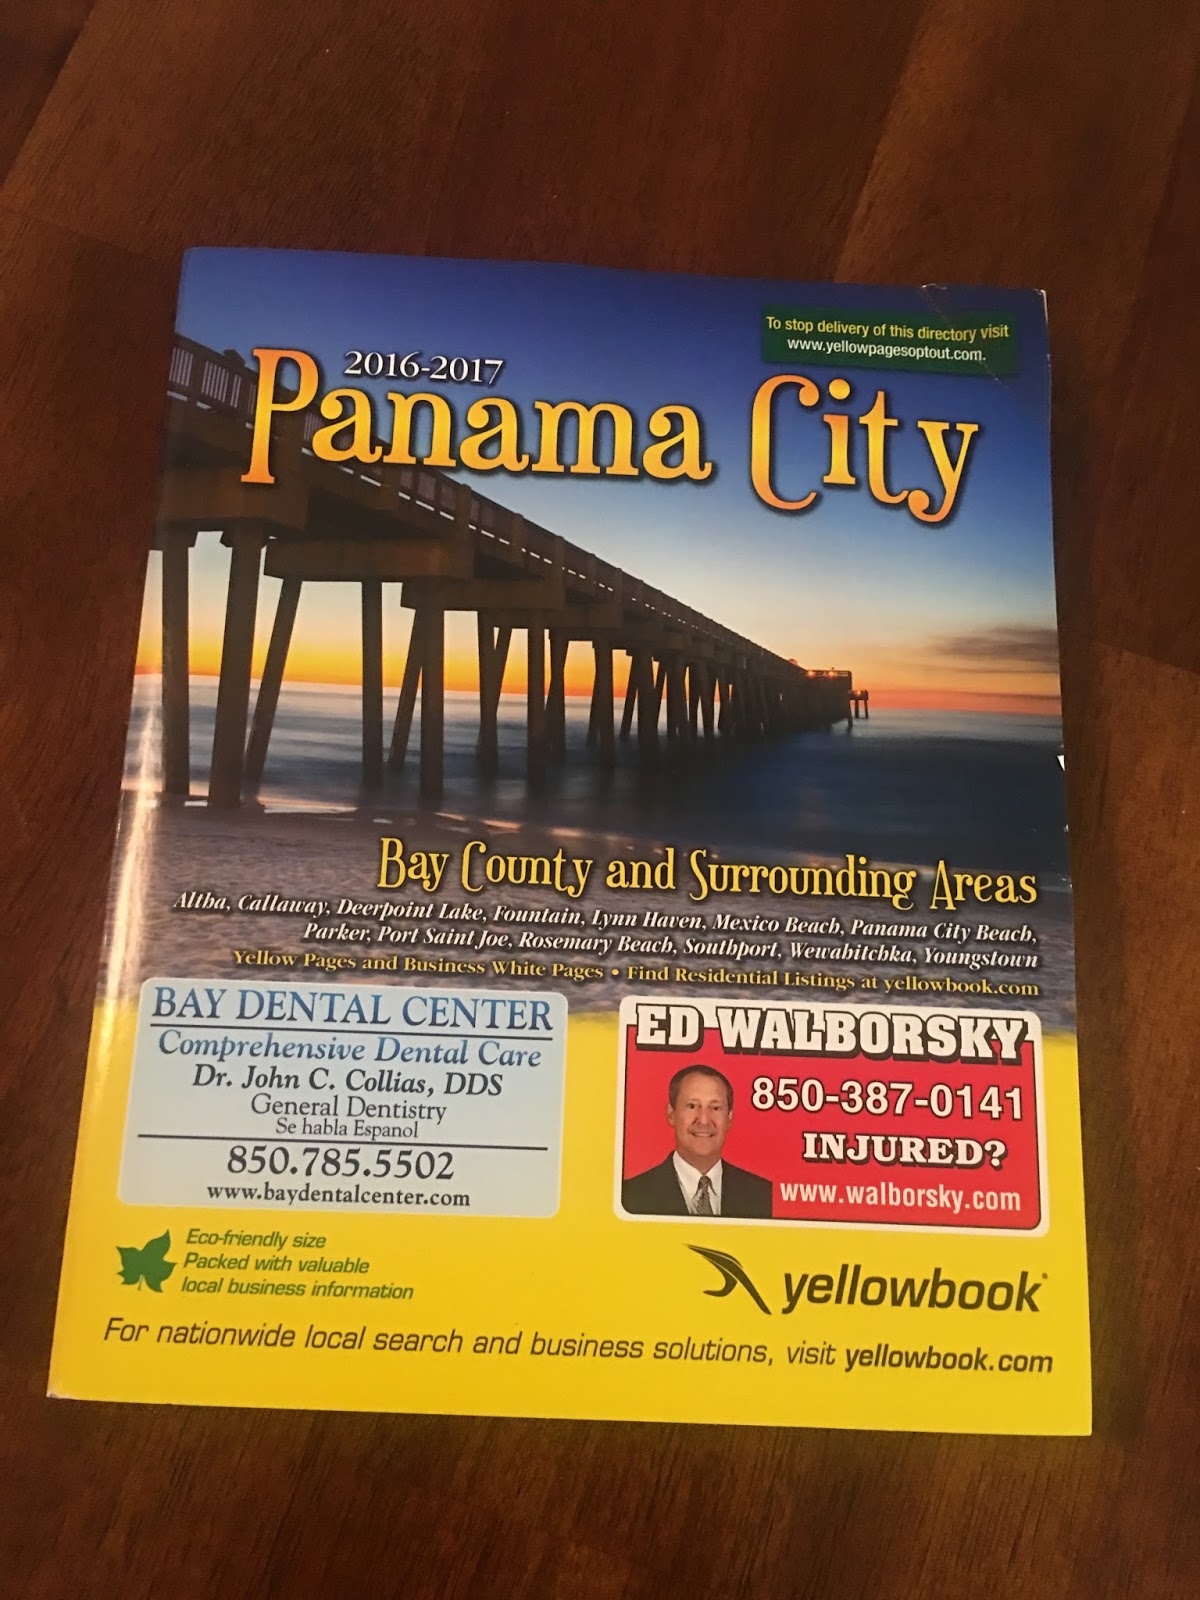 To stop delivery of this directory visit
www.yellowpagesoptout.com.
2016-2017
Panama City
Bay County and Surrounding Areas
Altha, Callaway, Deerpoint Lake, Fountain, Lynn Haven, Mexico Beach, Panama City Beach,
Parker, Port Saint Joe, Rosemary Beach, Southport, Wewahitchka, Youngstown
Yellow Pages and Business White Pages • Find Residential Listings at yellowbook.com
BAY DENTAL CENTER
Comprehensive Dental Care
Dr. John C. Collias, DDS
General Dentistry
Se habla Espanol
850.785.5502
www.baydentalcenter.com
ED WALBORSKY
850-387-0141
INJURED?
www.walborsky.com
Eco-friendly size
Packed with valuable
local business information
yellowbook®
For nationwide local search and business solutions, visit yellowbook.com